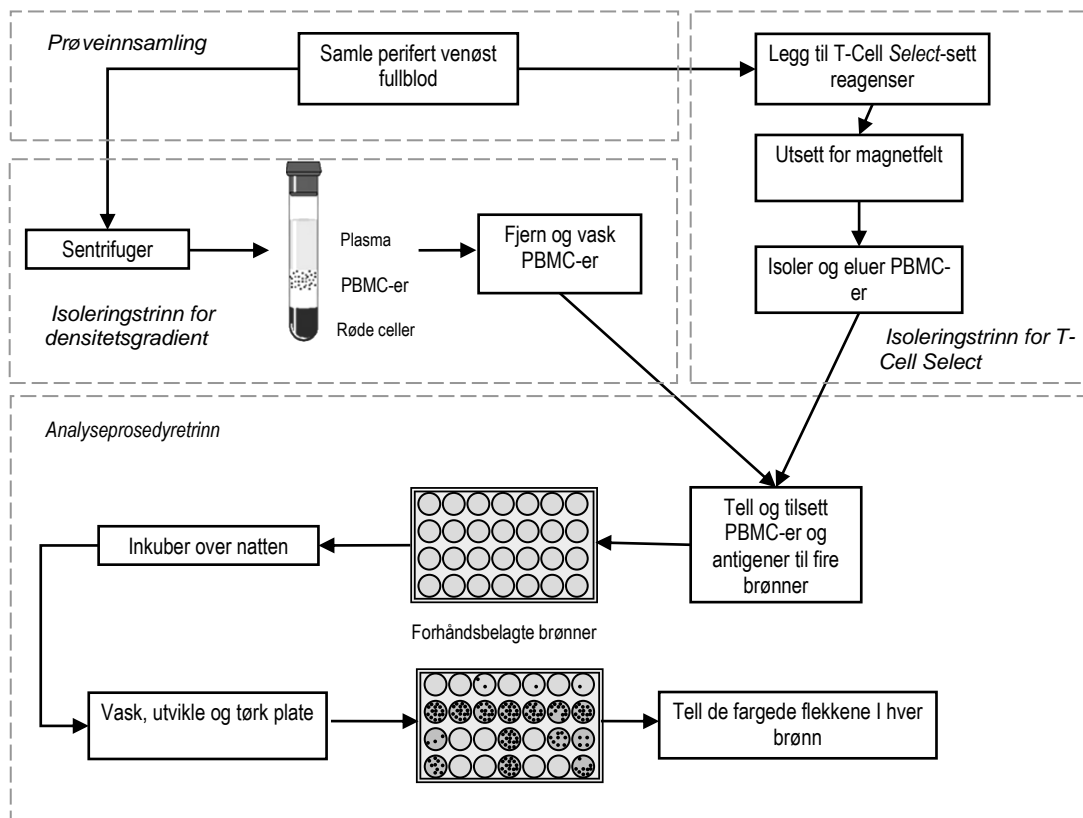 Prøveinnsamling
Samle perifert venøst
fullblod
Legg til T-Cell Select-sett
reagenser
Utsett for magnetfelt
Isoler og eluer PBMC-
er
Isoleringstrinn for T-
Cell Select
Sentrifuger
Plasma
PBMC-er
Røde celler
Fjern og vask
PBMC-er
Isoleringstrinn for
densitetsgradient
Analyseprosedyretrinn
Tell og tilsett
PBMC-er og
antigener til fire
brønner
Forhåndsbelagte brønner
Inkuber over natten
Vask, utvikle og tørk plate
Tell de fargede flekkene I hver
brønn